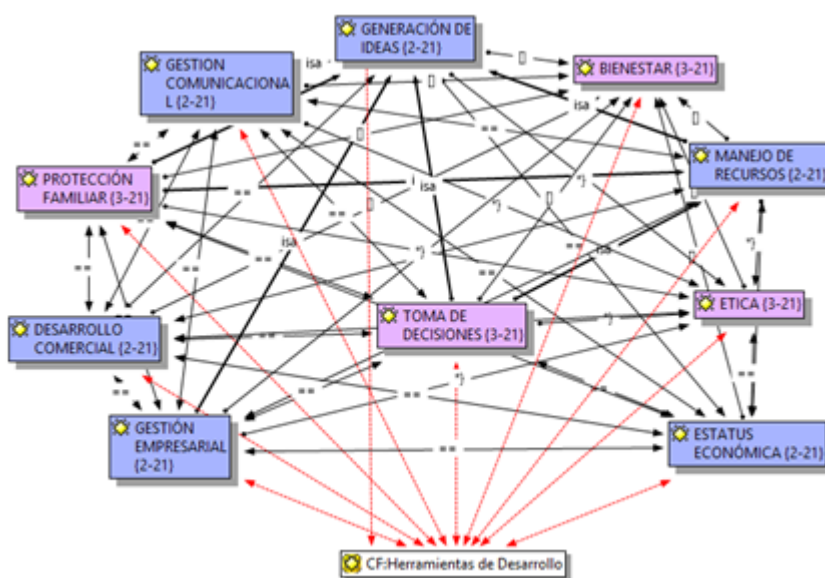 GENERACIÓN DE
IDEAS {2-21}
GESTION
COMUNICACIONA
L {2-21}
isa
[]
[]
BIENESTAR {3-21}
isa
[]
==
[]
==
MANEJO DE
RECURSOS {2-21}
PROTECCIÓN
FAMILIAR {3-21}
==
isa
*}
[]
[]
isa
==
*}
==
==
isa
==
==
==
ETICA {3-21}
DESARROLLO
COMERCIAL {2-21}
TOMA DE
DECISIONES {3-21}
*}
==
==
*}
==
==
==
GESTIÓN
EMPRESARIAL
{2-21}
ESTATUS
ECONÓMICA {2-21}
==
CF:Herramientas de Desarrollo